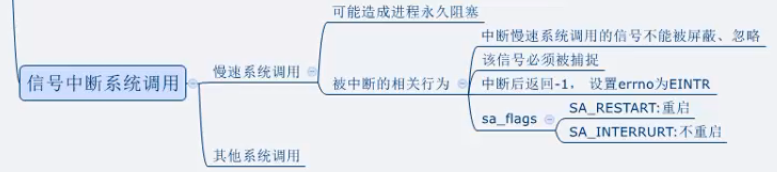 可能造成进程永久阻塞
中断慢速系统调用的信号不能被屏蔽、忽略
慢速系统调用
该信号必须被捕捉
信号中断系统调用
被中断的相关行为
中断后返回-1， 设置errno为EINTR
SA_RESTART:重启
sa_flags
SA_INTERRURT:不重启
其他系统调用